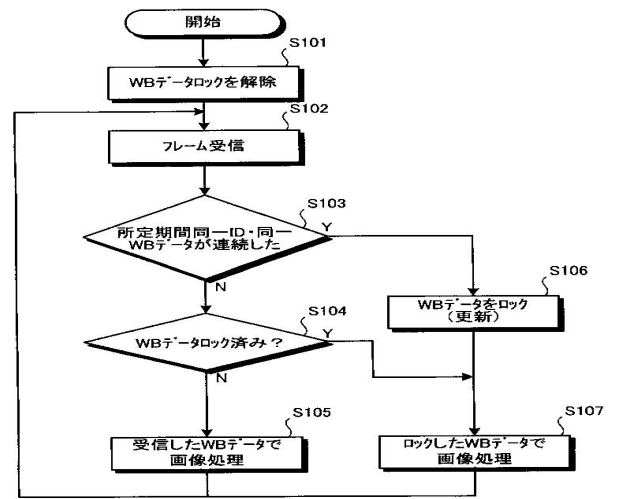 開始
S101
WBデータロックを解除
S102
フレーム受信
S103
所定期間同一ID・同一
WBデータが連続した
Y
N
S106
WBデータをロック
(更新)
S104
WBデータロック済み?
Y
N
S105
受信したWBデータで
画像処理
S107
ロックしたWBデータで
画像処理